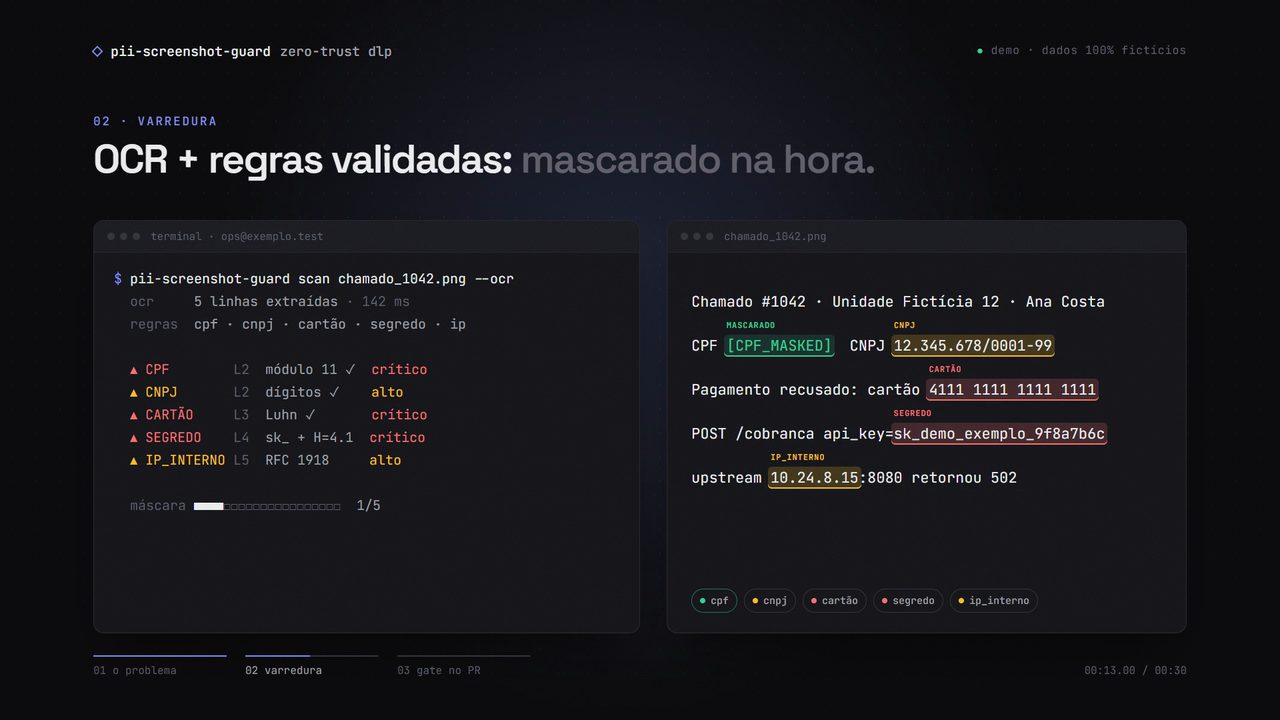 pii-screenshot-guard zero-trust dlp
demo · dados 100% fictícios
02 · VARREDURA
OCR + regras validadas: mascarado na hora.
terminal · ops@exemplo.test
$ pii-screenshot-guard scan chamado_1042.png --ocr
ocr 5 linhas extraídas · 142 ms
regras cpf · cnpj · cartão · segredo · ip
▲ CPF L2 módulo 11 ✓ crítico
▲ CNPJ L2 dígitos ✓ alto
▲ CARTÃO L3 Luhn ✓ crítico
▲ SEGREDO L4 sk_ + H=4.1 crítico
▲ IP_INTERNO L5 RFC 1918 alto
máscara 1/5
chamado_1042.png
Chamado #1042 · Unidade Fictícia 12 · Ana Costa
MASCARADO CNPJ
CPF [CPF_MASKED] CNPJ 12.345.678/0001-99
CARTÃO
Pagamento recusado: cartão 4111 1111 1111 1111
SEGREDO
POST /cobranca api_key=sk_demo_exemplo_9f8a7b6c
IP_INTERNO
upstream 10.24.8.15:8080 retornou 502
cpf cnpj cartão segredo ip_interno
01 o problema 02 varredura 03 gate no PR
00:13.00 / 00:30